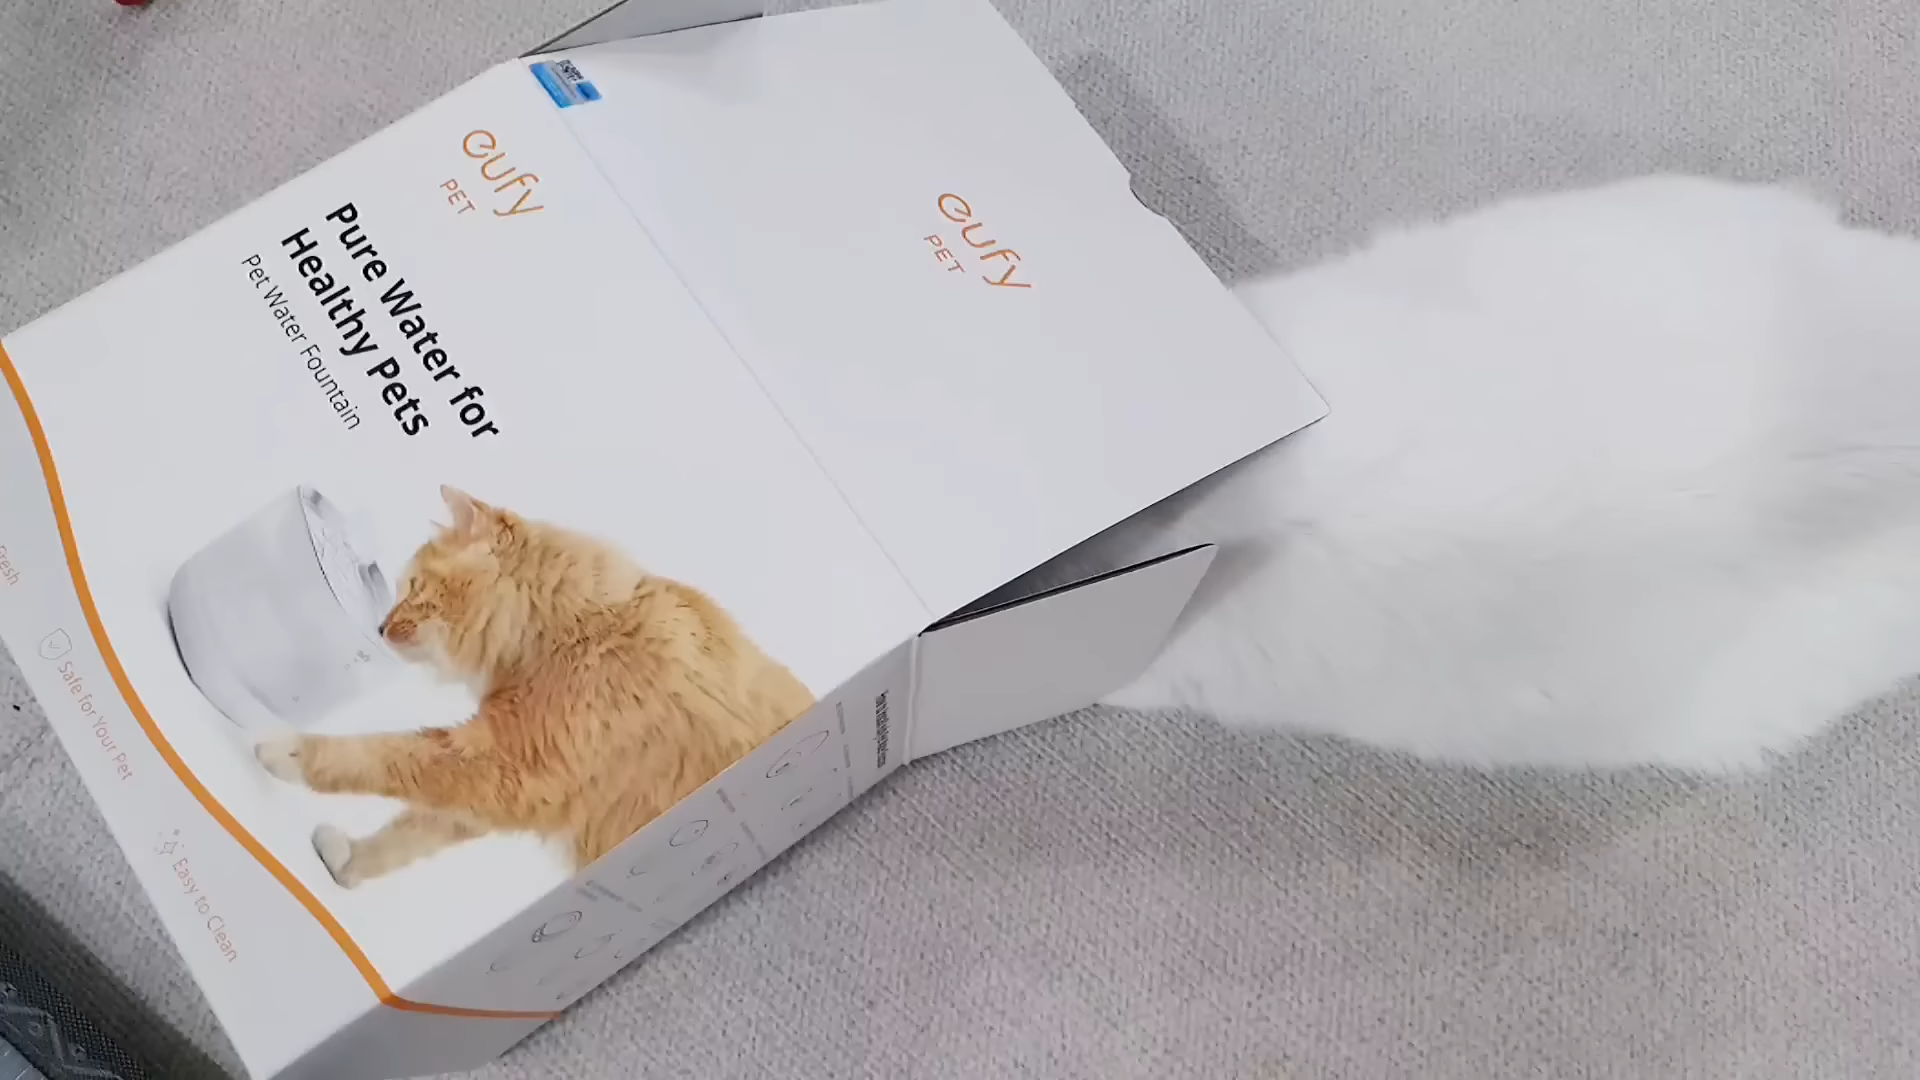 eufy
PET
Pure Water for
Healthy Pets
Pet Water Fountain
eufy
PET
Fresh
Safe for Your Pet
Easy to Clean